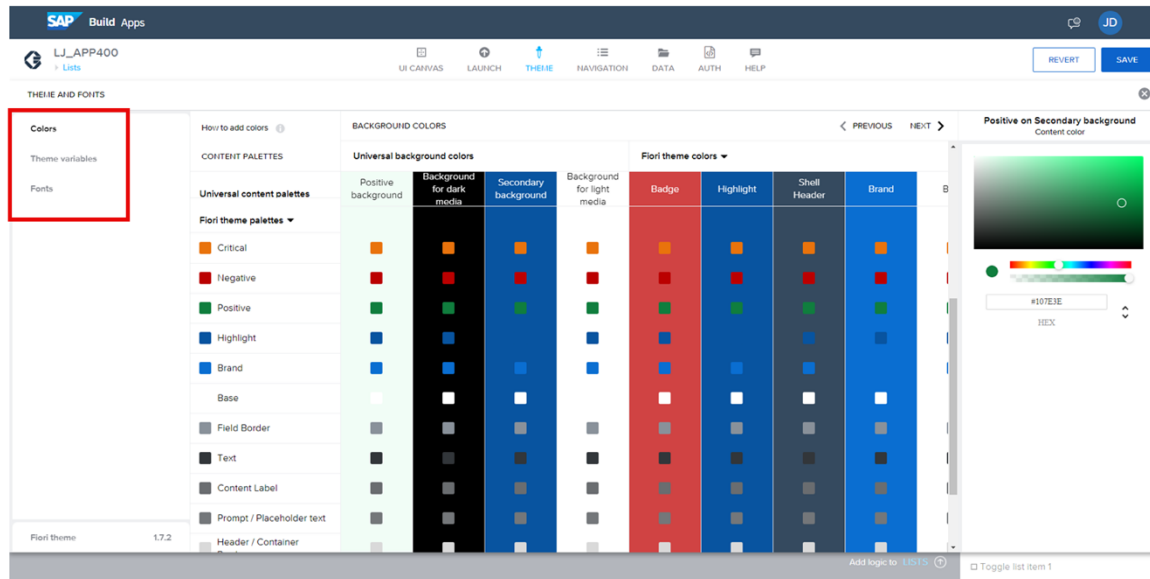 SAP Build Apps
JD
LJ_APP400
> Lists
UI CANVAS LAUNCH THEME NAVIGATION DATA AUTH HELP
REVERT SAVE
THEME AND FONTS
Colors
Theme variables
Fonts
How to add colors
BACKGROUND COLORS
PREVIOUS NEXT
CONTENT PALETTES
Universal background colors
Fiori theme colors
Universal content palettes
Positive background
Background for dark media
Secondary background
Background for light media
Badge
Highlight
Shell Header
Brand
B
Fiori theme palettes
Critical
Negative
Positive
Highlight
Brand
Base
Field Border
Text
Content Label
Prompt / Placeholder text
Header / Container
Positive on Secondary background
Content color
#107E3E
HEX
Fiori theme 1.7.2
Add logic to LISTS
Toggle list item 1